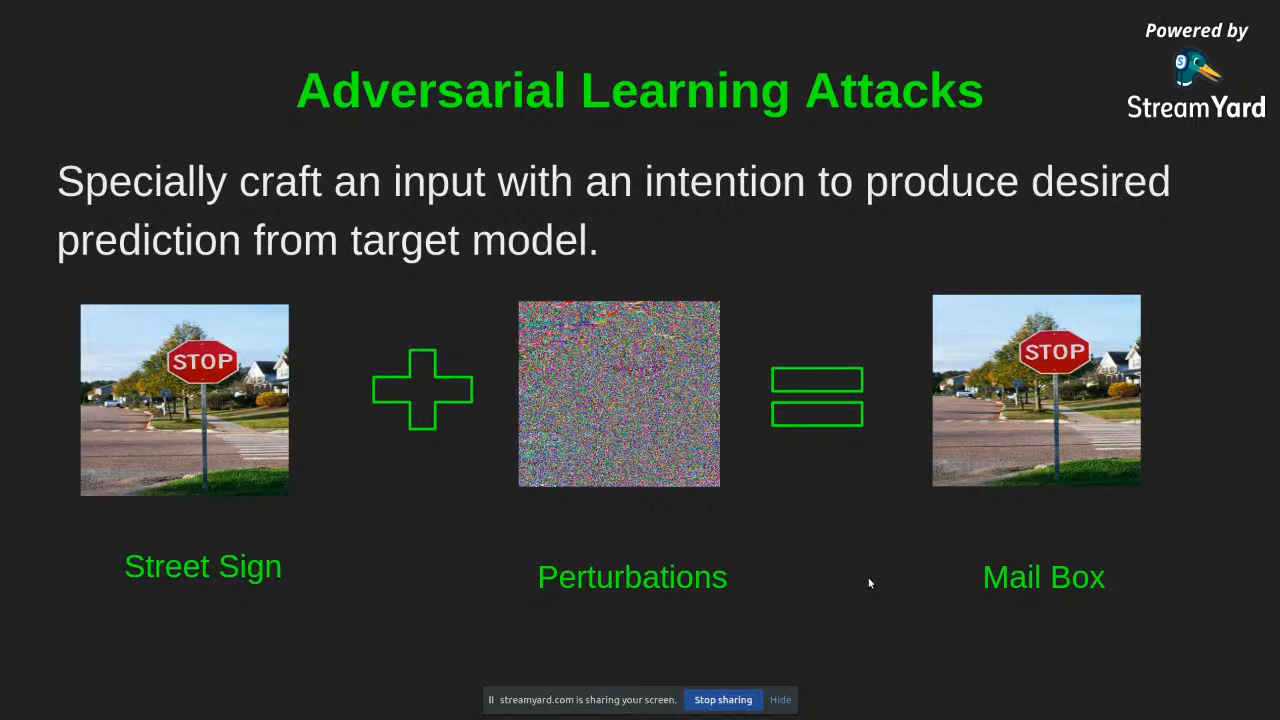 Powered by
StreamYard
Adversarial Learning Attacks
Specially craft an input with an intention to produce desired
prediction from target model.
STOP
STOP
Street Sign
Perturbations
Mail Box
streamyard.com is sharing your screen. Stop sharing Hide